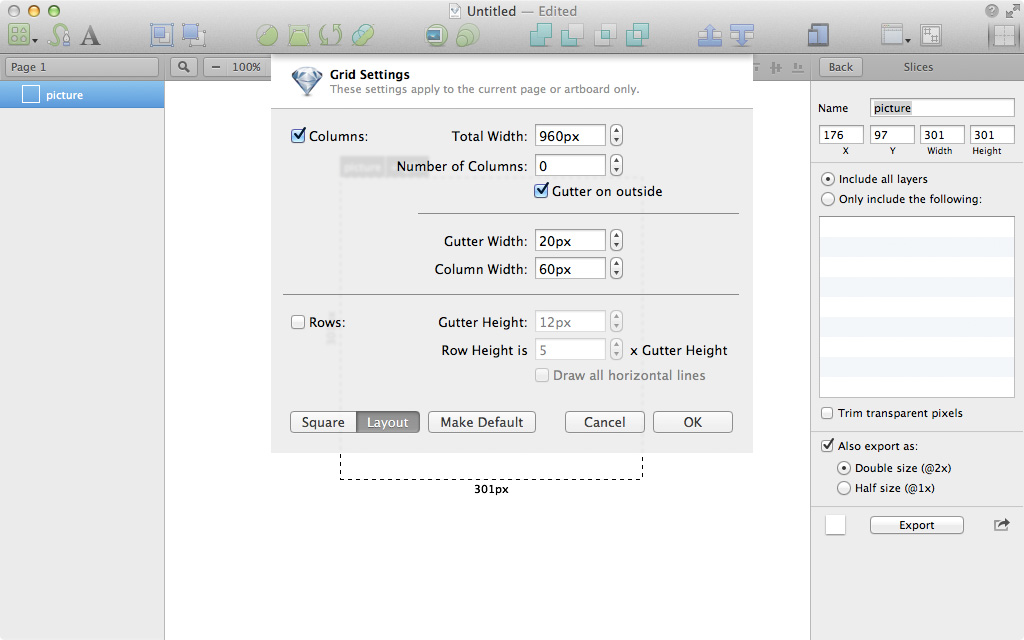 Untitled — Edited
Page 1
100%
Back
Slices
picture
Grid Settings
These settings apply to the current page or artboard only.
Columns:
Total Width: 960px
Number of Columns: 0
Gutter on outside
Gutter Width: 20px
Column Width: 60px
Rows:
Gutter Height: 12px
Row Height is 5 x Gutter Height
Draw all horizontal lines
Square
Layout
Make Default
Cancel
OK
301px
Name picture
176 97 301 301
X Y Width Height
Include all layers
Only include the following:
Trim transparent pixels
Also export as:
Double size (@2x)
Half size (@1x)
Export